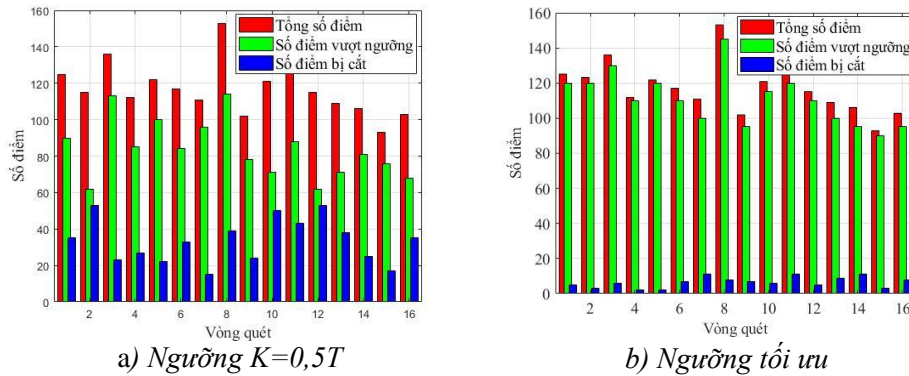 160
140
120
100
80
60
40
20
0
Số điểm
Tổng số điểm
Số điểm vượt ngưỡng
Số điểm bị cắt
2 4 6 8 10 12 14 16
Vòng quét
a) Ngưỡng K=0,5T
160
140
120
100
80
60
40
20
0
Số điểm
Tổng số điểm
Số điểm vượt ngưỡng
Số điểm bị cắt
2 4 6 8 10 12 14 16
Vòng quét
b) Ngưỡng tối ưu